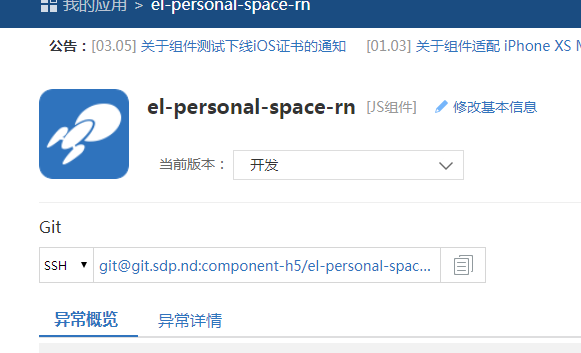 我的应用 > el-personal-space-rn
公告：[03.05] 关于组件测试下线iOS证书的通知 [01.03] 关于组件适配 iPhone XS M
el-personal-space-rn [JS组件] 修改基本信息
当前版本： 开发
Git
SSH git@git.sdp.nd:component-h5/el-personal-spac...
异常概览 异常详情